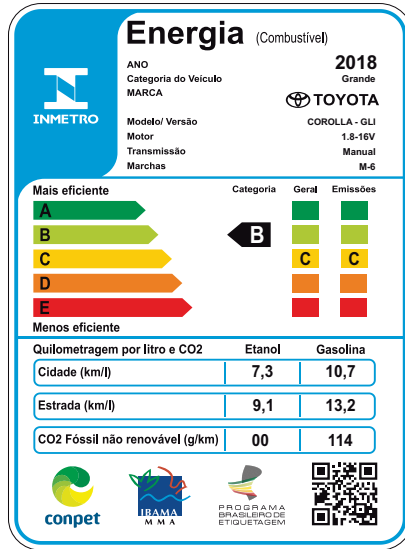 Energia (Combustível)
ANO 2018
Categoria do Veículo Grande
MARCA
TOYOTA
INMETRO
Modelo/ Versão COROLLA - GLI
Motor 1.8-16V
Transmissão Manual
Marchas M-6
Mais eficiente Categoria Geral Emissões
A
B B
C C C
D
E
Menos eficiente
Quilometragem por litro e CO2 Etanol Gasolina
Cidade (km/l) 7,3 10,7
Estrada (km/l) 9,1 13,2
CO2 Fóssil não renovável (g/km) 00 114
conpet
IBAMA
MMA
PROGRAMA
BRASILEIRO DE
ETIQUETAGEM